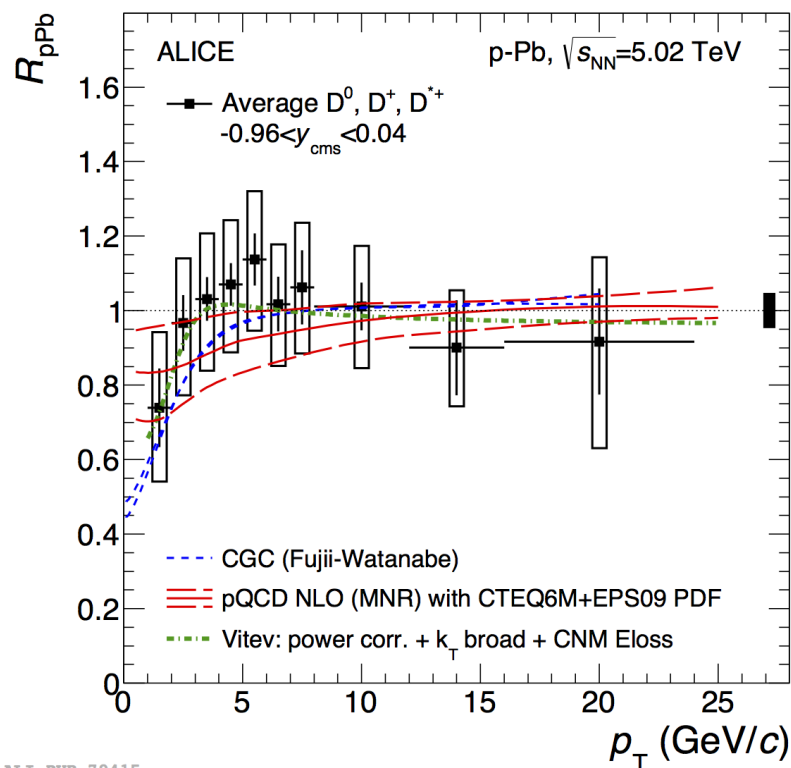 R_pPb
ALICE
p-Pb, √s_NN=5.02 TeV
Average D^0, D^+, D^*+
-0.96<y_cms<0.04
1.6
1.4
1.2
1
0.8
0.6
0.4
0.2
0
CGC (Fujii-Watanabe)
pQCD NLO (MNR) with CTEQ6M+EPS09 PDF
Vitev: power corr. + k_T broad + CNM Eloss
0 5 10 15 20 25
p_T (GeV/c)